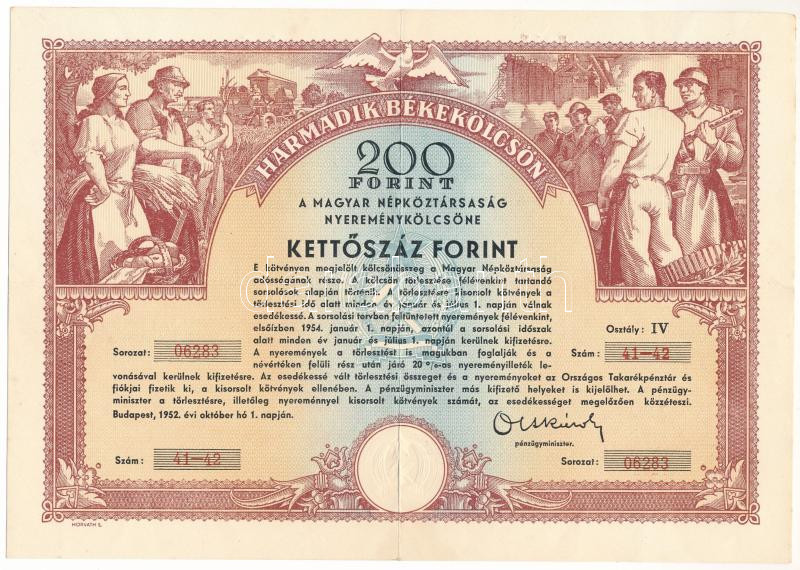 HARMADIK BÉKEKÖLCSÖN
200
FORINT
A MAGYAR NÉPKÖZTÁRSASÁG
NYEREMÉNYKÖLCSÖNE
KETTŐSZÁZ FORINT
E kötvényen megjelölt kölcsönösszeg a Magyar Népköztársaság
adósságának része. A kölcsön törlesztése félévenkint tartandó
sorsolások alapján történik. A törlesztésre kisorsolt kötvények a
törlesztési idő alatt minden év január és július 1. napján válnak
esedékessé. A sorsolási tervben feltüntetett nyeremények félévenkint,
elsőízben 1954. január 1. napján, azontúl a sorsolási időszak
alatt minden év január és július 1. napján kerülnek kifizetésre.
A nyeremények a törlesztést is magukban foglalják és a
névértéken felüli rész után járó 20%-os nyereményilleték le-
vonásával kerülnek kifizetésre. Az esedékessé vált törlesztési összeget és a nyereményeket az Országos Takarékpénztár és
fiókjai fizetik ki, a kisorsolt kötvények ellenében. A pénzügyminiszter más kifizető helyeket is kijelölhet. A pénzügy-
miniszter a törlesztésre, illetőleg nyereménnyel kisorsolt kötvények számát, az esedékességet megelőzően közzéteszi.
Budapest, 1952. évi október hó 1. napján.
Osztály: IV
Sorozat: 06283
Szám: 41-42
pénzügyminiszter.
Szám: 41-42
Sorozat: 06283
HORVÁTH E.